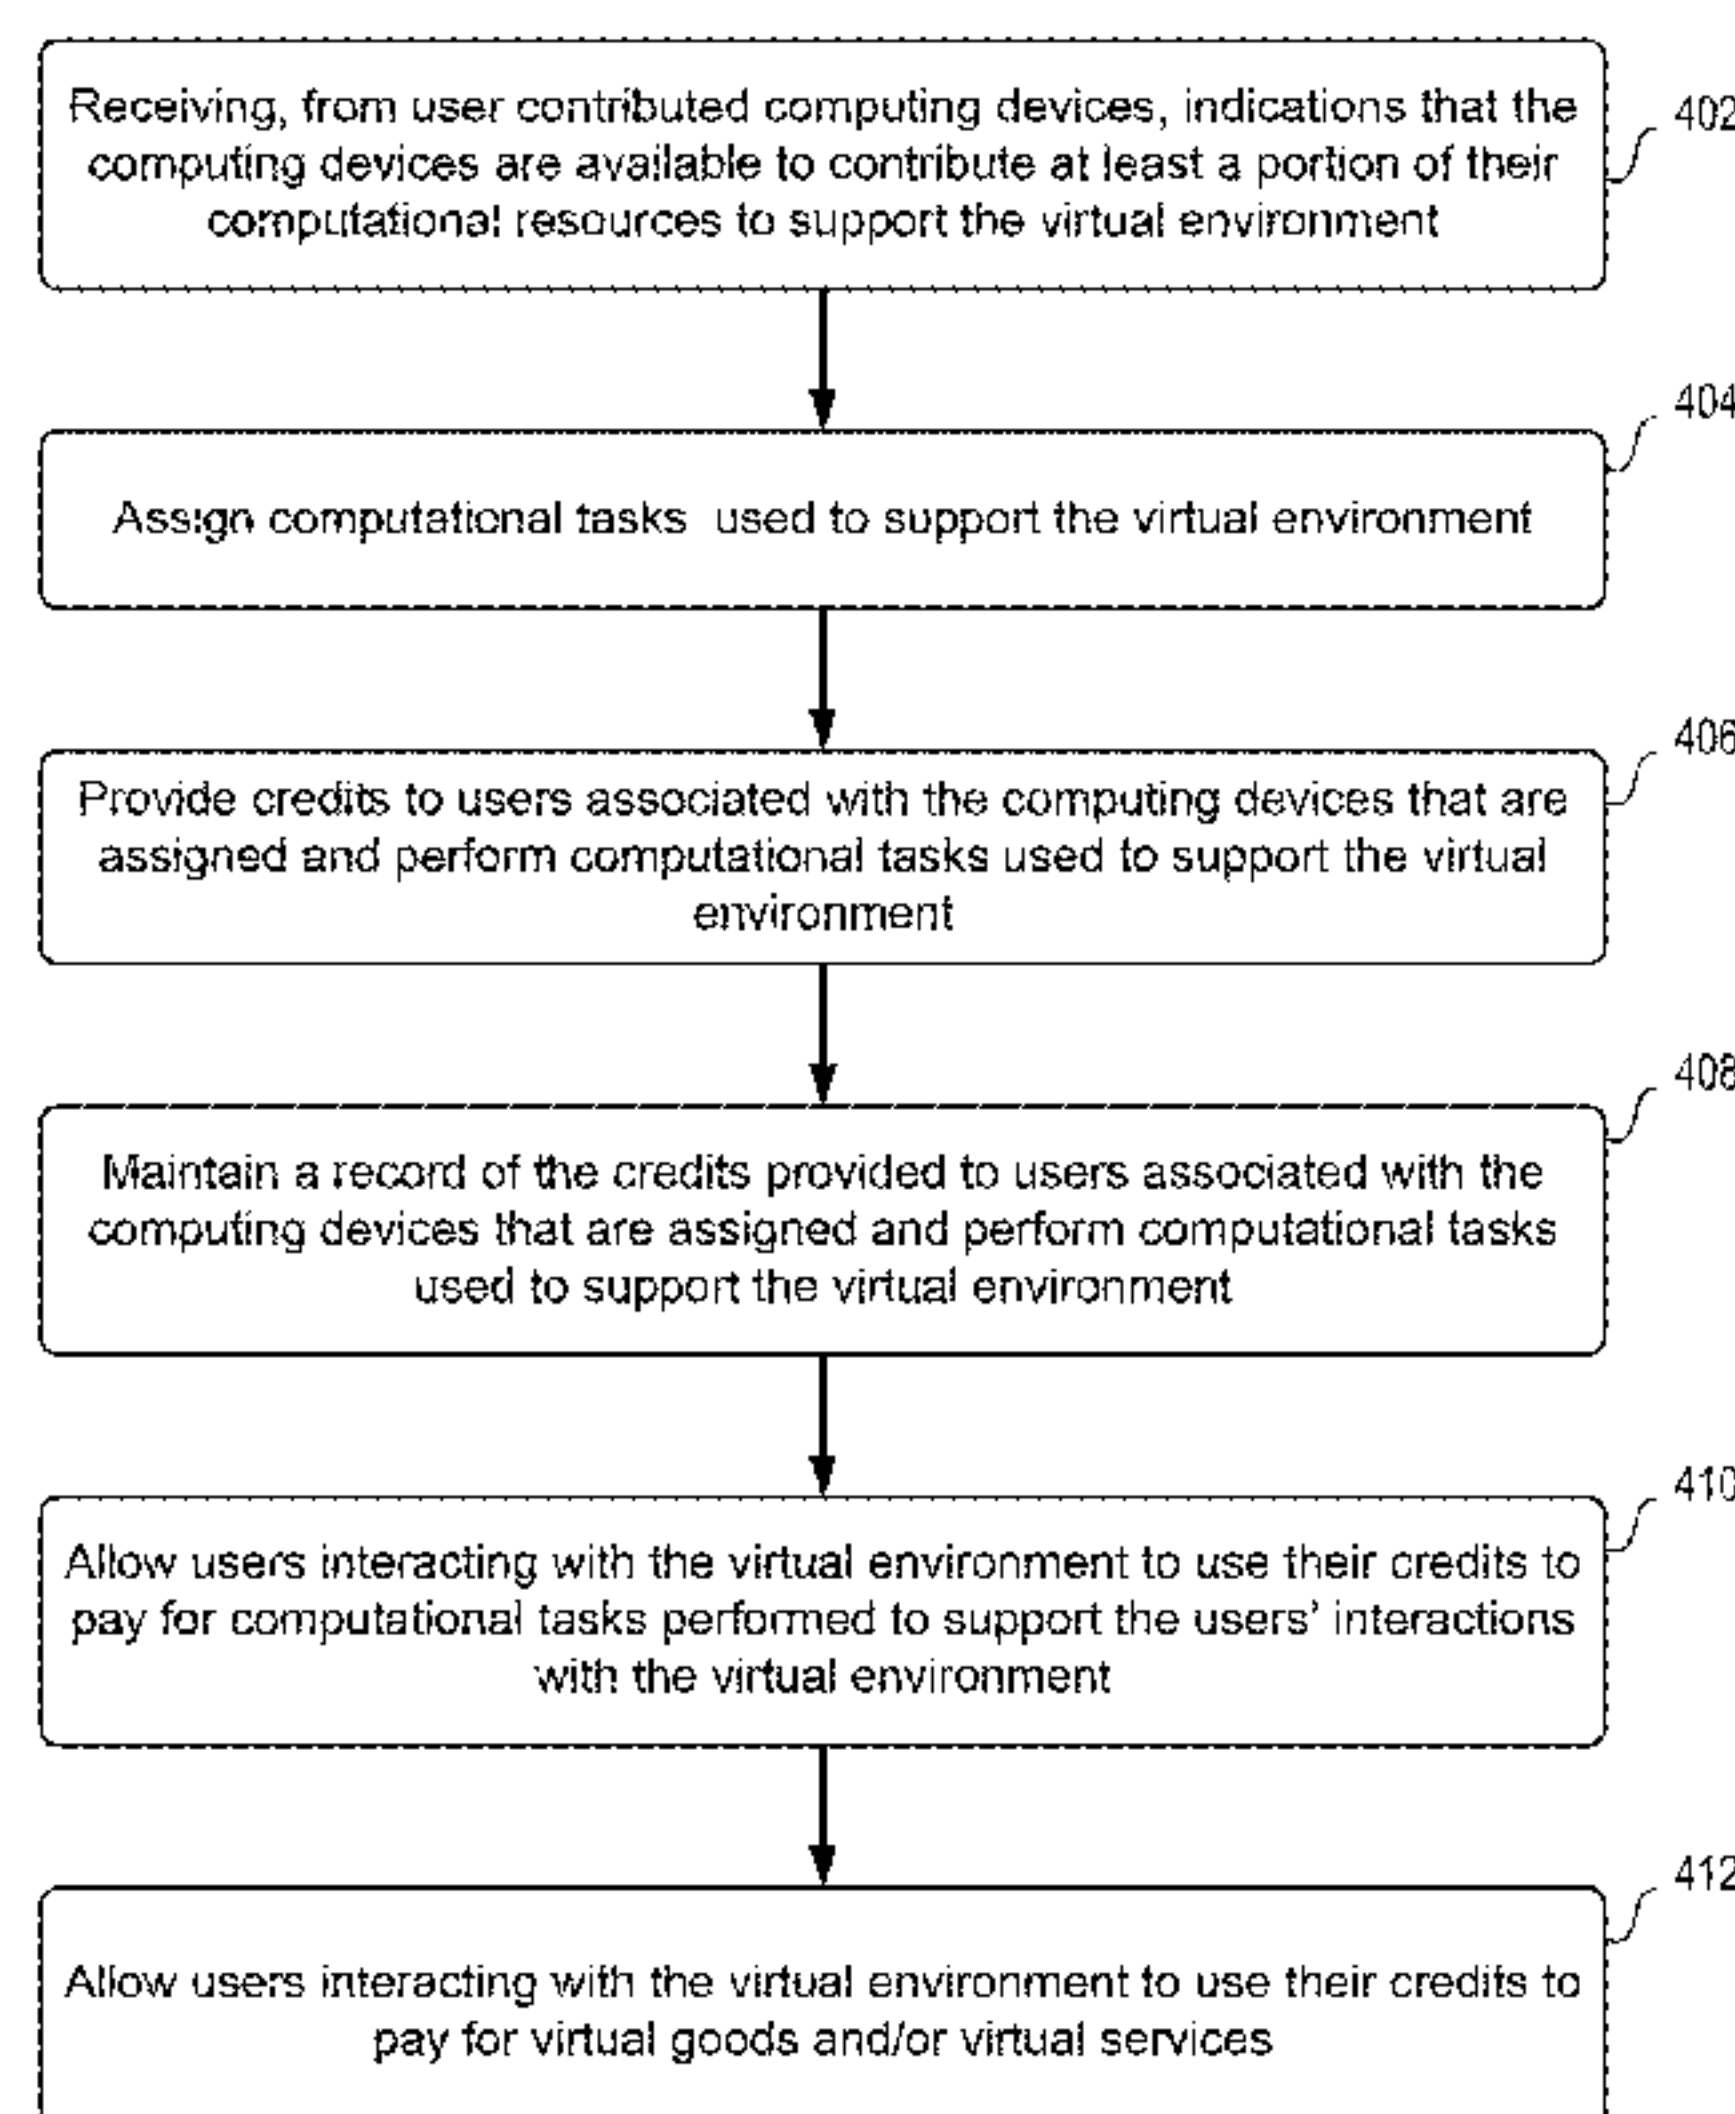 Receiving, from user contributed computing devices, indications that the
computing devices are available to contribute at least a portion of their
computational resources to support the virtual environment
402
404
Assign computational tasks used to support the virtual environment
406
Provide credits to users associated with the computing devices that are
assigned and perform computational tasks used to support the virtual
environment
408
Maintain a record of the credits provided to users associated with the
computing devices that are assigned and perform computational tasks
used to support the virtual environment
410
Allow users interacting with the virtual environment to use their credits to
pay for computational tasks performed to support the users' interactions
with the virtual environment
412
Allow users interacting with the virtual environment to use their credits to
pay for virtual goods and/or virtual services